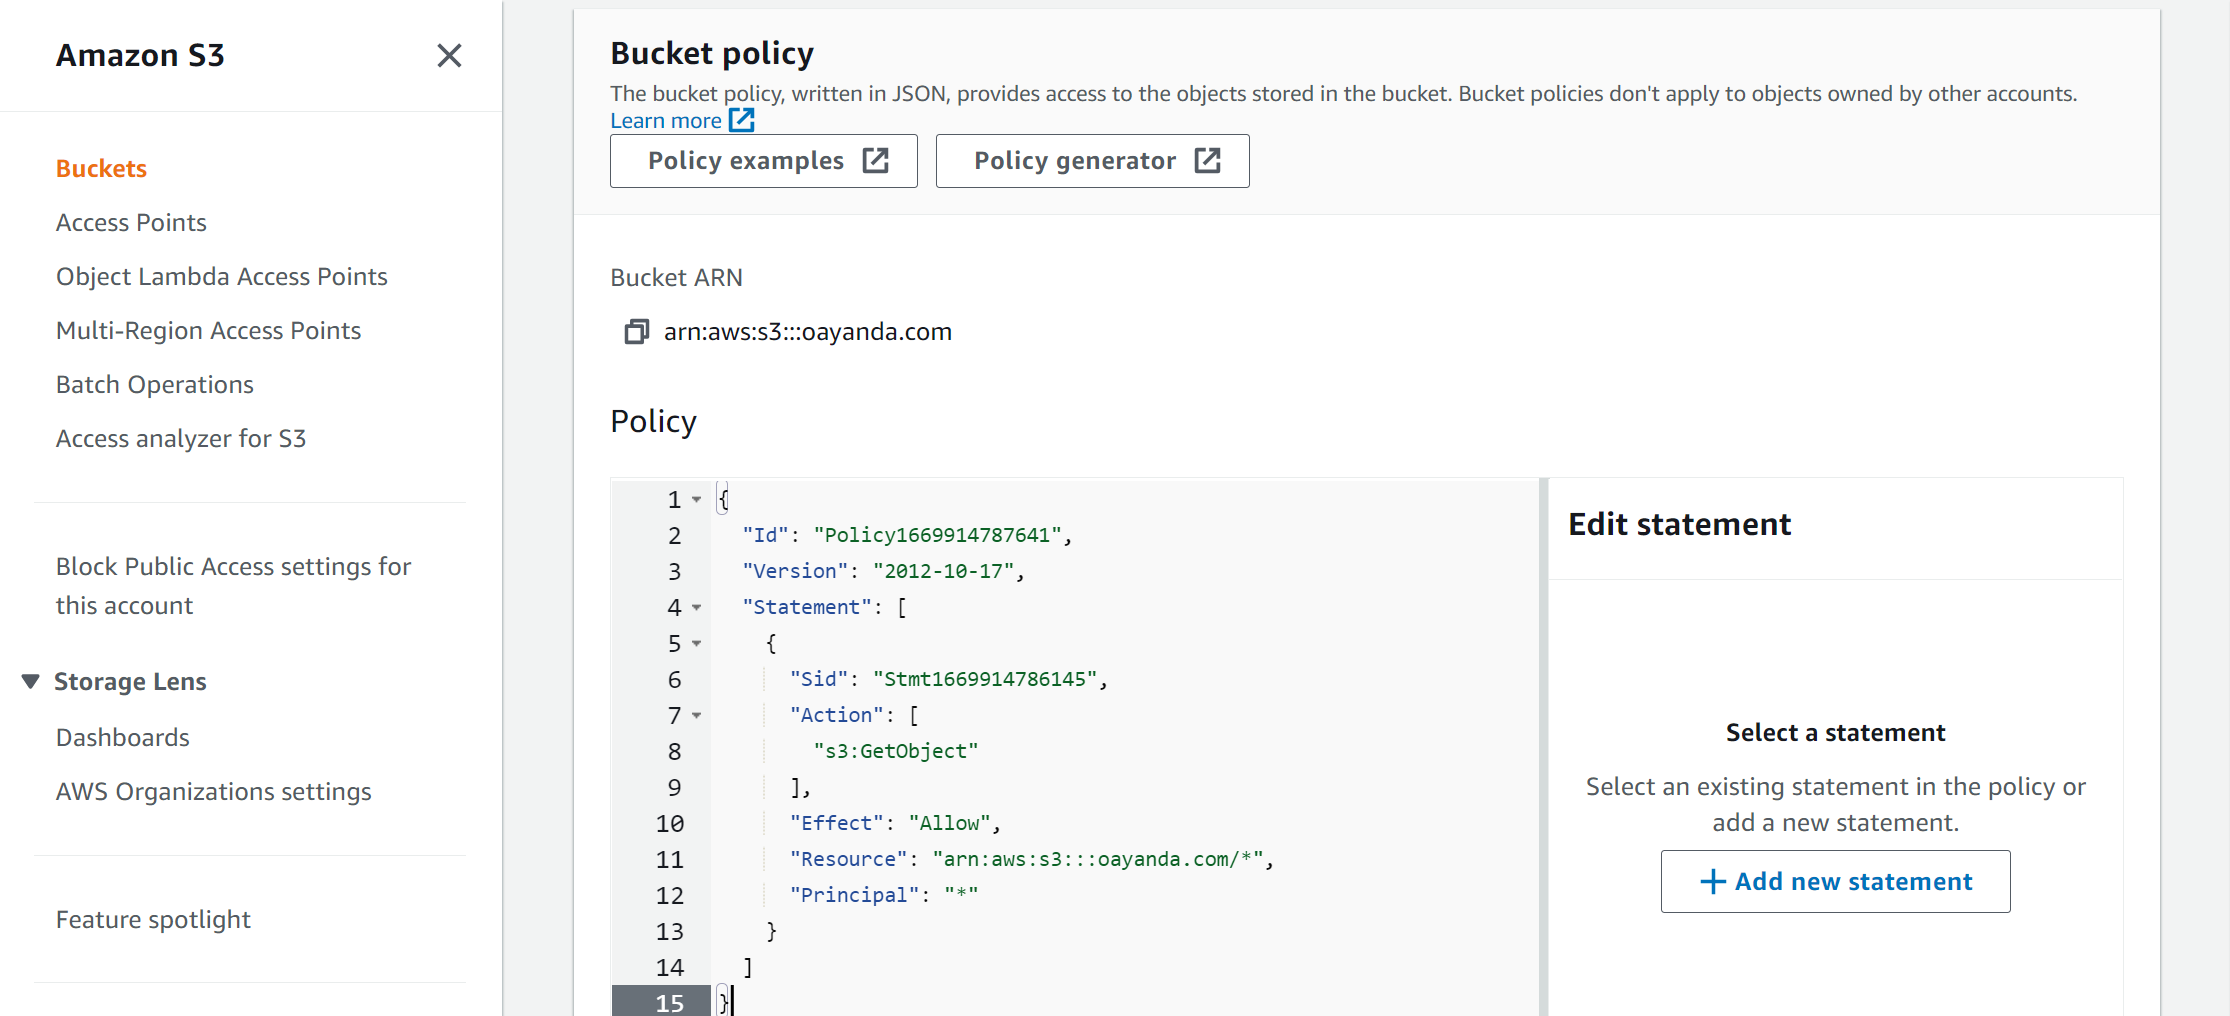 Amazon S3
Buckets
Access Points
Object Lambda Access Points
Multi-Region Access Points
Batch Operations
Access analyzer for S3
Block Public Access settings for
this account
Storage Lens
Dashboards
AWS Organizations settings
Feature spotlight
Bucket policy
The bucket policy, written in JSON, provides access to the objects stored in the bucket. Bucket policies don't apply to objects owned by other accounts.
Learn more
Policy examples
Policy generator
Bucket ARN
arn:aws:s3:::oayanda.com
Policy
1 {
2 "Id": "Policy1669914787641",
3 "Version": "2012-10-17",
4 "Statement": [
5 {
6 "Sid": "Stmt1669914786145",
7 "Action": [
8 "s3:GetObject"
9 ],
10 "Effect": "Allow",
11 "Resource": "arn:aws:s3:::oayanda.com/*",
12 "Principal": "*"
13 }
14 ]
15 }
Edit statement
Select a statement
Select an existing statement in the policy or
add a new statement.
Add new statement